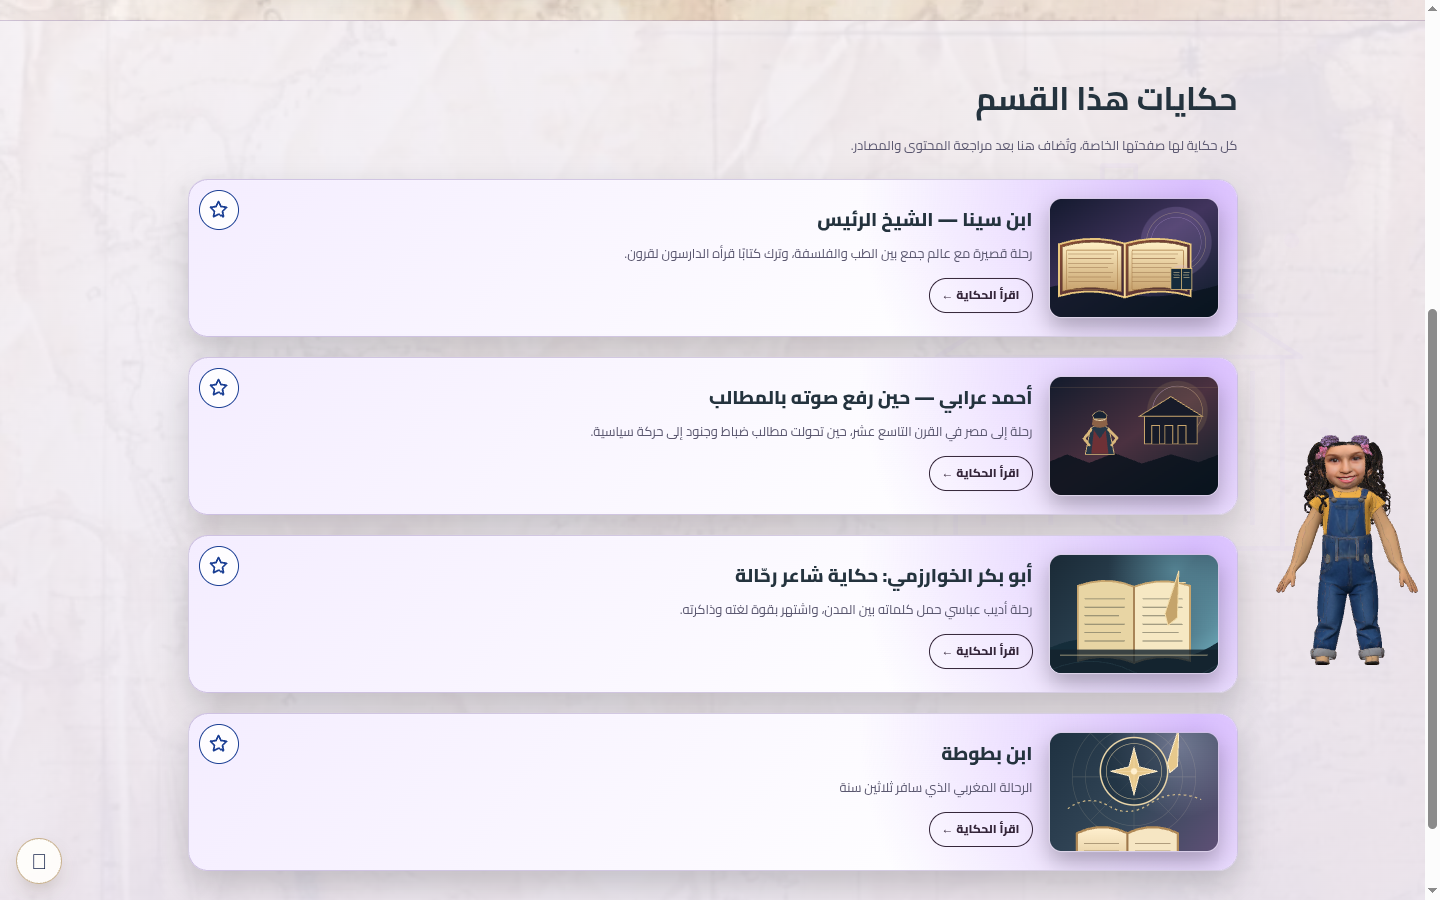 حكايات هذا القسم
كل حكاية لها صفحتها الخاصة، وتُضاف هنا بعد مراجعة المحتوى والمصادر.
ابن سينا — الشيخ الرئيس
رحلة قصيرة مع عالم جمع بين الطب والفلسفة، وترك كتابًا قرأه الدارسون لقرون.
اقرأ الحكاية ←
أحمد عرابي — حين رفع صوته بالمطالب
رحلة إلى مصر في القرن التاسع عشر، حين تحولت مطالب ضباط وجنود إلى حركة سياسية.
اقرأ الحكاية ←
أبو بكر الخوارزمي: حكاية شاعر رحّالة
رحلة أديب عباسي حمل كلماته بين المدن، واشتهر بقوة لغته وذاكرته.
اقرأ الحكاية ←
ابن بطوطة
الرحالة المغربي الذي سافر ثلاثين سنة
اقرأ الحكاية ←